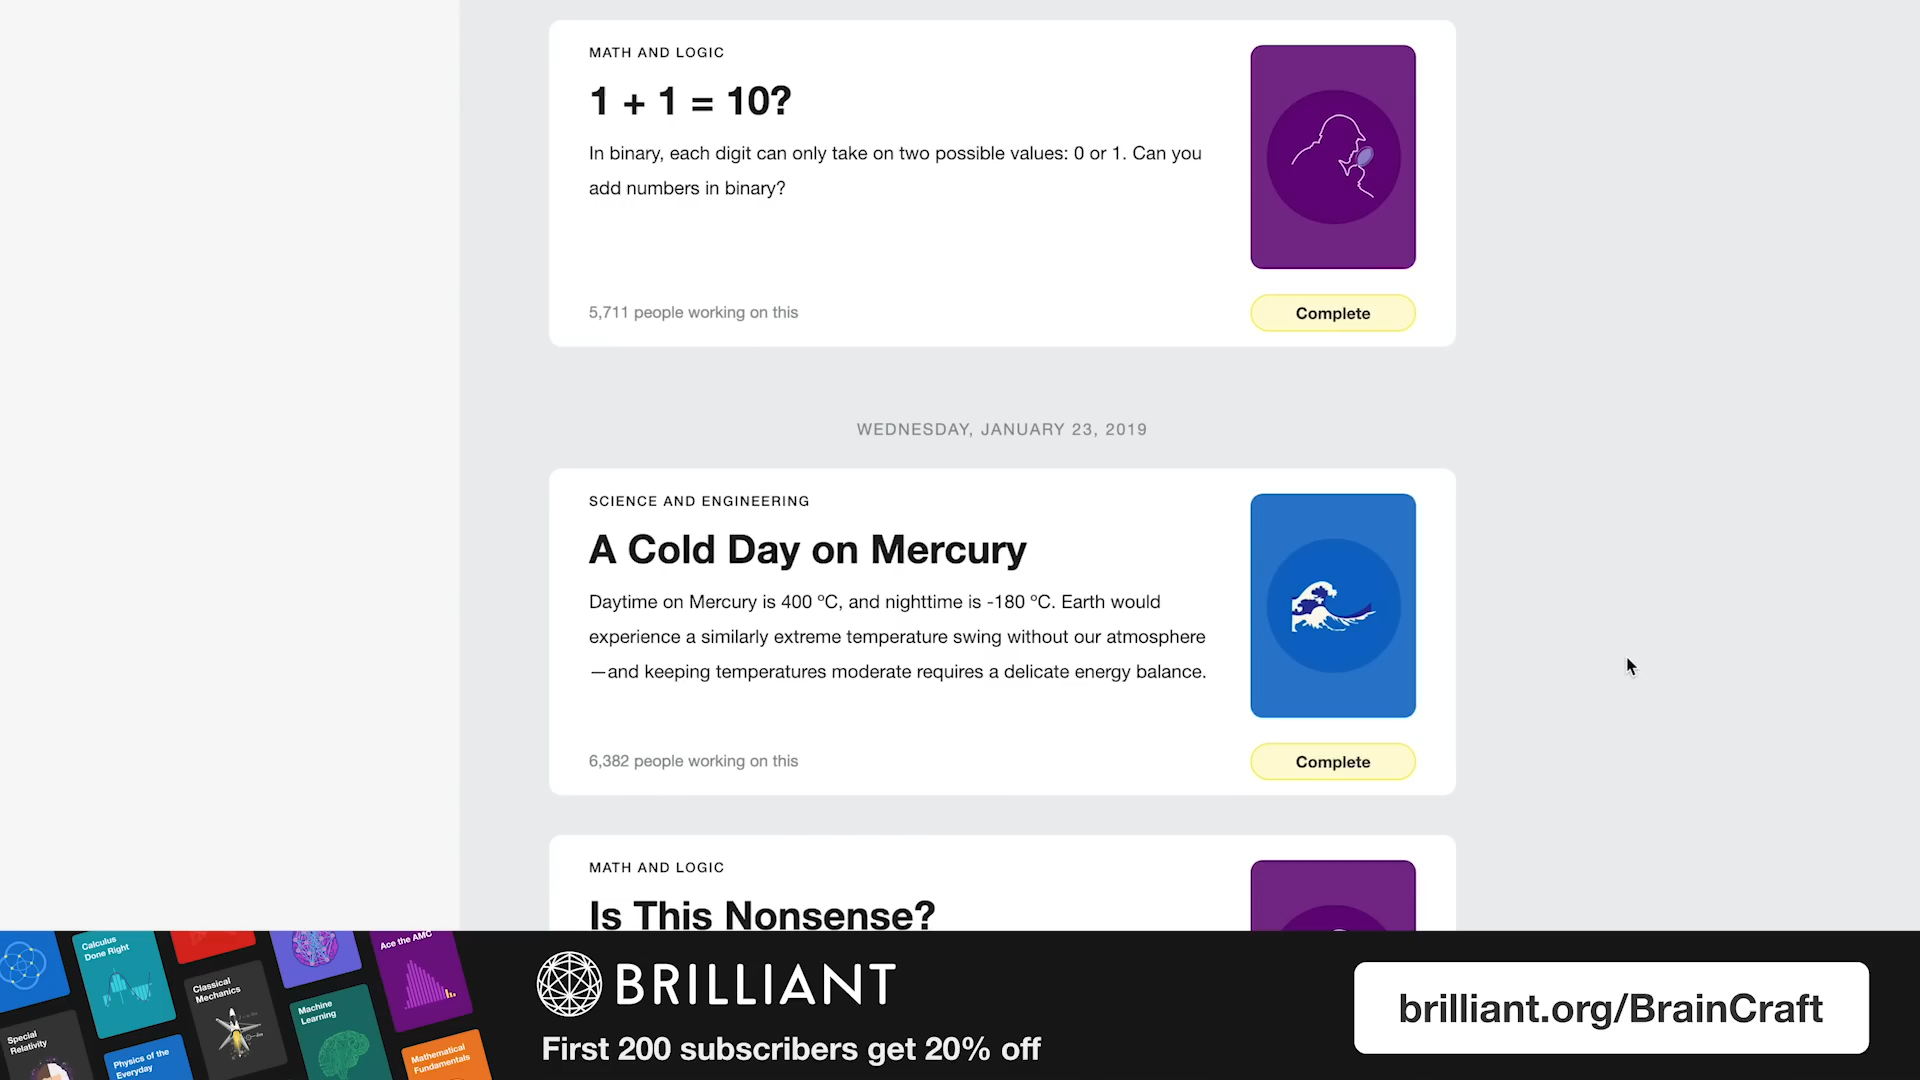 MATH AND LOGIC
1 + 1 = 10?
In binary, each digit can only take on two possible values: 0 or 1. Can you
add numbers in binary?
5,711 people working on this
Complete
WEDNESDAY, JANUARY 23, 2019
SCIENCE AND ENGINEERING
A Cold Day on Mercury
Daytime on Mercury is 400 ºC, and nighttime is -180 ºC. Earth would
experience a similarly extreme temperature swing without our atmosphere
—and keeping temperatures moderate requires a delicate energy balance.
6,382 people working on this
Complete
MATH AND LOGIC
Is This Nonsense?
Calculus
Done Right
Ace the AMC
Classical
Mechanics
Machine
Learning
Special
Relativity
Physics of the
Everyday
Mathematical
Fundamentals
BRILLIANT
First 200 subscribers get 20% off
brilliant.org/BrainCraft